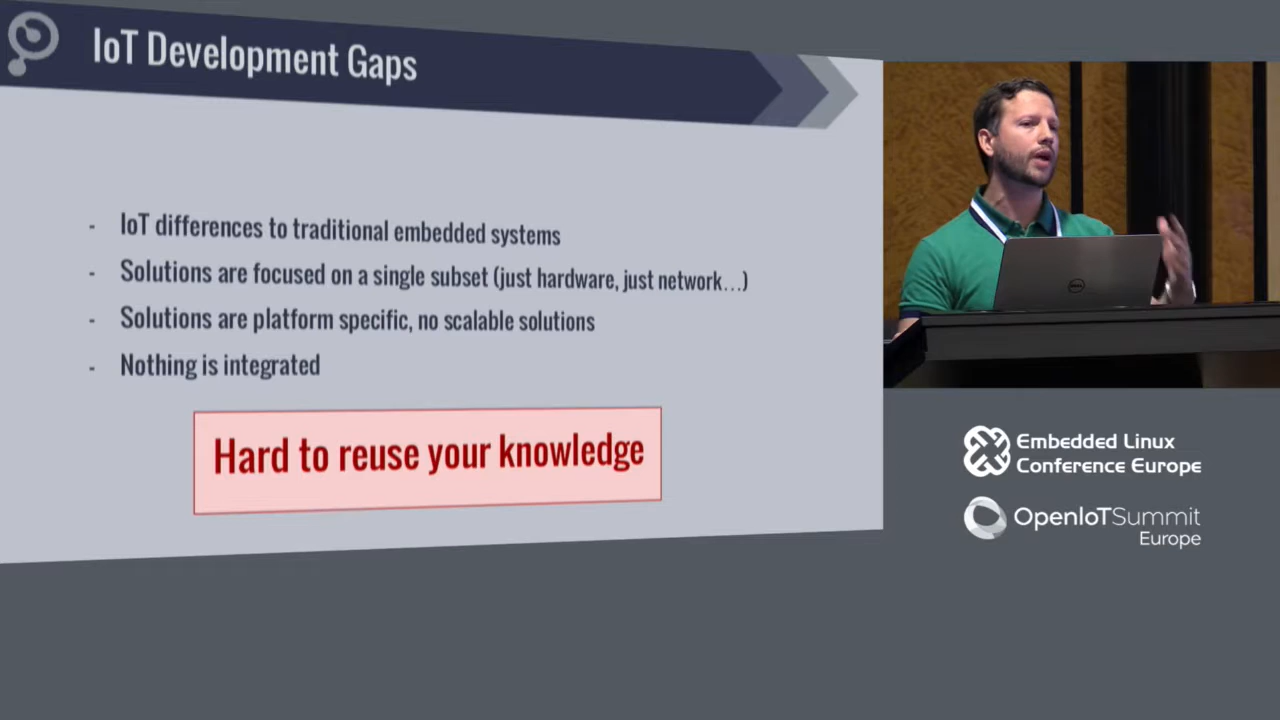 IoT Development Gaps
- IoT differences to traditional embedded systems
- Solutions are focused on a single subset (just hardware, just network…)
- Solutions are platform specific, no scalable solutions
- Nothing is integrated
Hard to reuse your knowledge
DELL
Embedded Linux
Conference Europe
OpenIoTSummit
Europe